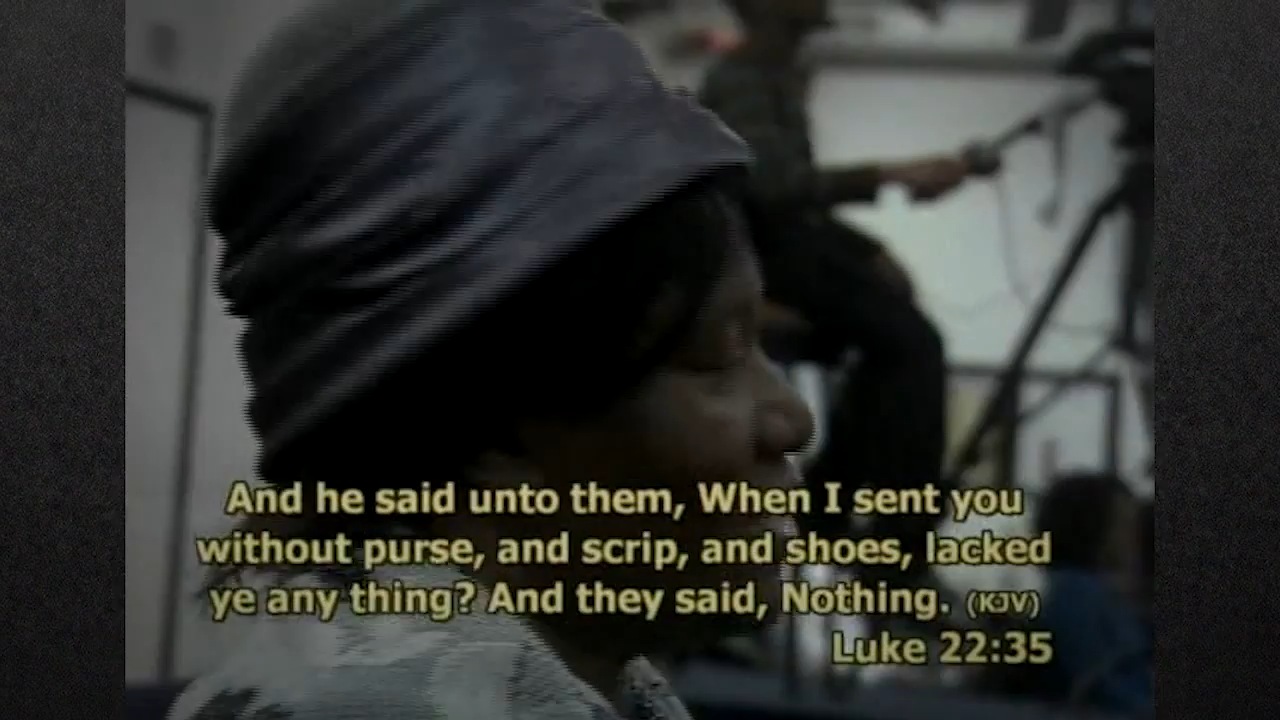 And he said unto them, When I sent you
without purse, and scrip, and shoes, lacked
ye any thing? And they said, Nothing. (KJV)
Luke 22:35